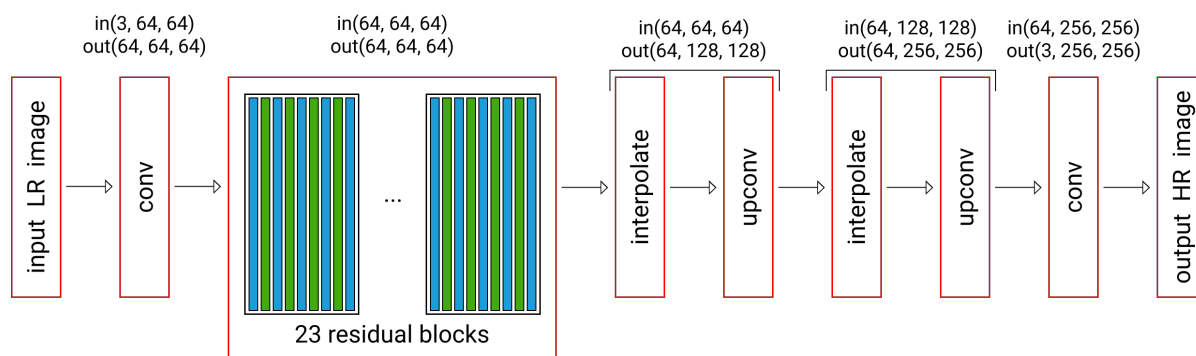 in(3, 64, 64)
out(64, 64, 64)
in(64, 64, 64)
out(64, 64, 64)
in(64, 64, 64)
out(64, 128, 128)
in(64, 128, 128)
out(64, 256, 256)
in(64, 256, 256)
out(3, 256, 256)
input LR image
conv
...
23 residual blocks
interpolate
upconv
interpolate
upconv
conv
output HR image